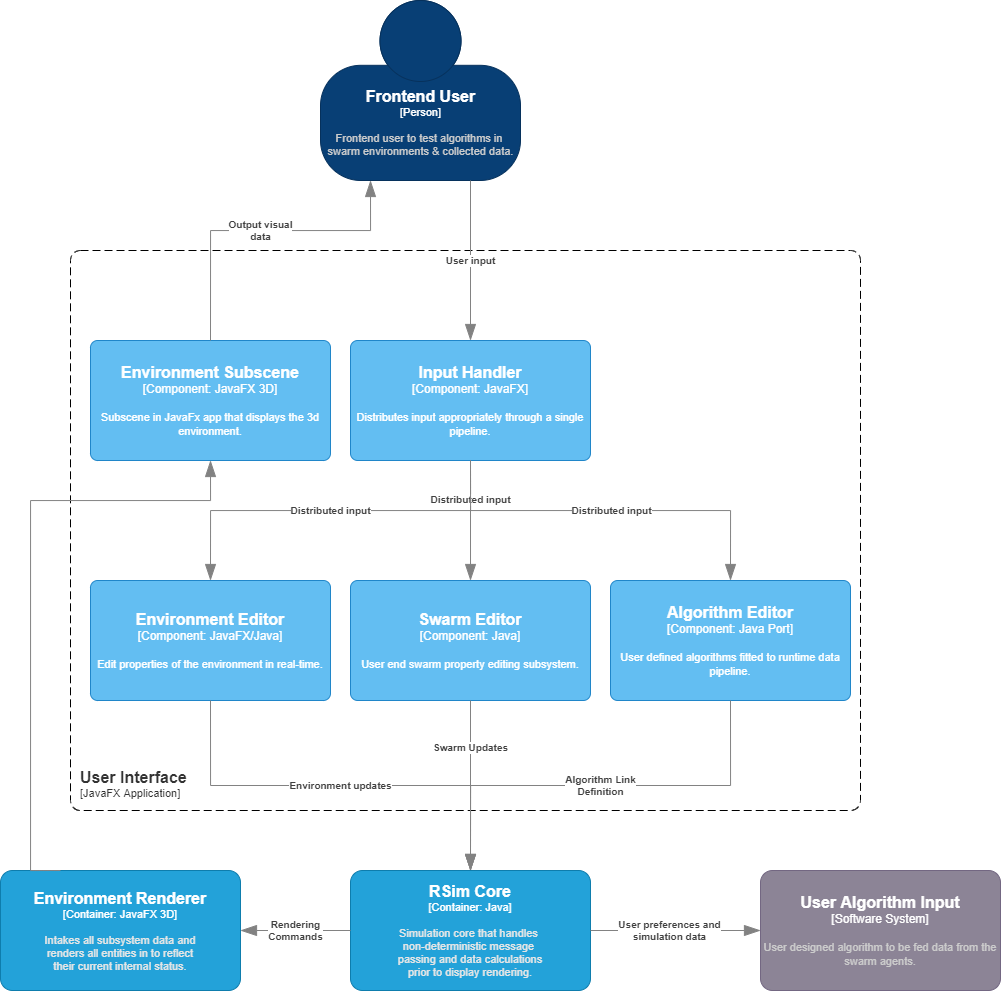 Frontend User
[Person]
Frontend user to test algorithms in
swarm environments & collected data.
Output visual
data
User input
Environment Subscene
[Component: JavaFX 3D]
Subscene in JavaFx app that displays the 3d
environment.
Input Handler
[Component: JavaFX]
Distributes input appropriately through a single
pipeline.
Distributed input
Distributed input
Distributed input
Environment Editor
[Component: JavaFX/Java]
Edit properties of the environment in real-time.
Swarm Editor
[Component: Java]
User end swarm property editing subsystem.
Algorithm Editor
[Component: Java Port]
User defined algorithms fitted to runtime data
pipeline.
Swarm Updates
Environment updates
Algorithm Link
Definition
User Interface
[JavaFX Application]
Environment Renderer
[Container: JavaFX 3D]
Intakes all subsystem data and
renders all entities in to reflect
their current internal status.
Rendering
Commands
RSim Core
[Container: Java]
Simulation core that handles
non-deterministic message
passing and data calculations
prior to display rendering.
User preferences and
simulation data
User Algorithm Input
[Software System]
User designed algorithm to be fed data from the
swarm agents.